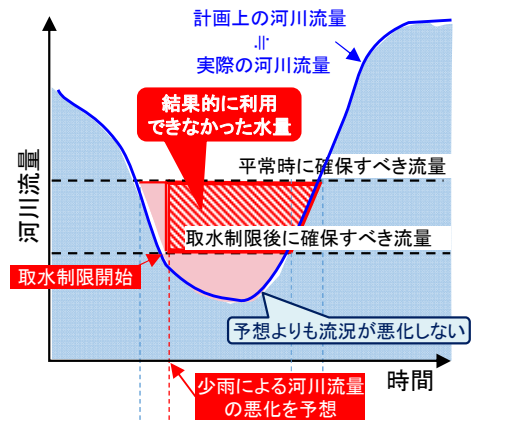 計画上の河川流量
≒
実際の河川流量
結果的に利用
できなかった水量
平常時に確保すべき流量
河川流量
取水制限後に確保すべき流量
取水制限開始
予想よりも流況が悪化しない
時間
少雨による河川流量
の悪化を予想